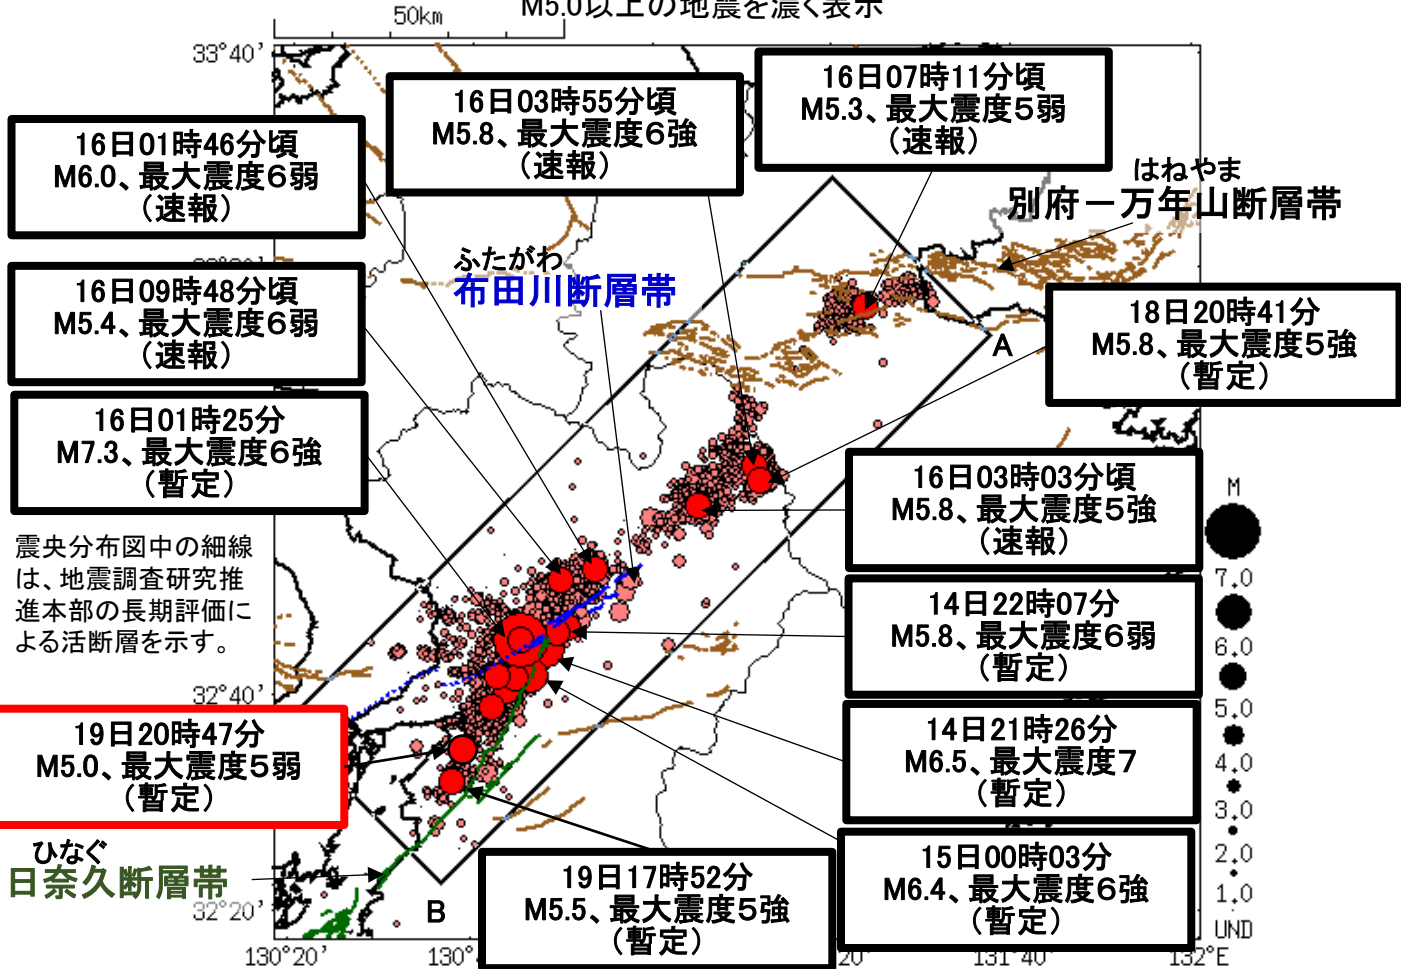 M5.0以上の地震を濃く表示
50km
33°40'
16日03時55分頃
M5.8、最大震度６強
（速報）
16日07時11分頃
M5.3、最大震度５弱
（速報）
16日01時46分頃
M6.0、最大震度６弱
（速報）
はねやま
別府－万年山断層帯
ふたがわ
布田川断層帯
16日09時48分頃
M5.4、最大震度６弱
（速報）
18日20時41分
M5.8、最大震度５強
（暫定）
A
16日01時25分
M7.3、最大震度６強
（暫定）
16日03時03分頃
M5.8、最大震度５強
（速報）
震央分布図中の細線
は、地震調査研究推
進本部の長期評価に
よる活断層を示す。
14日22時07分
M5.8、最大震度６弱
（暫定）
32°40'
19日20時47分
M5.0、最大震度５弱
（暫定）
14日21時26分
M6.5、最大震度７
（暫定）
ひなぐ
日奈久断層帯
19日17時52分
M5.5、最大震度５強
（暫定）
15日00時03分
M6.4、最大震度６強
（暫定）
B
32°20'
130°20'
130°
20'
131°40'
132°E
M
7.0
6.0
5.0
4.0
3.0
2.0
1.0
UND